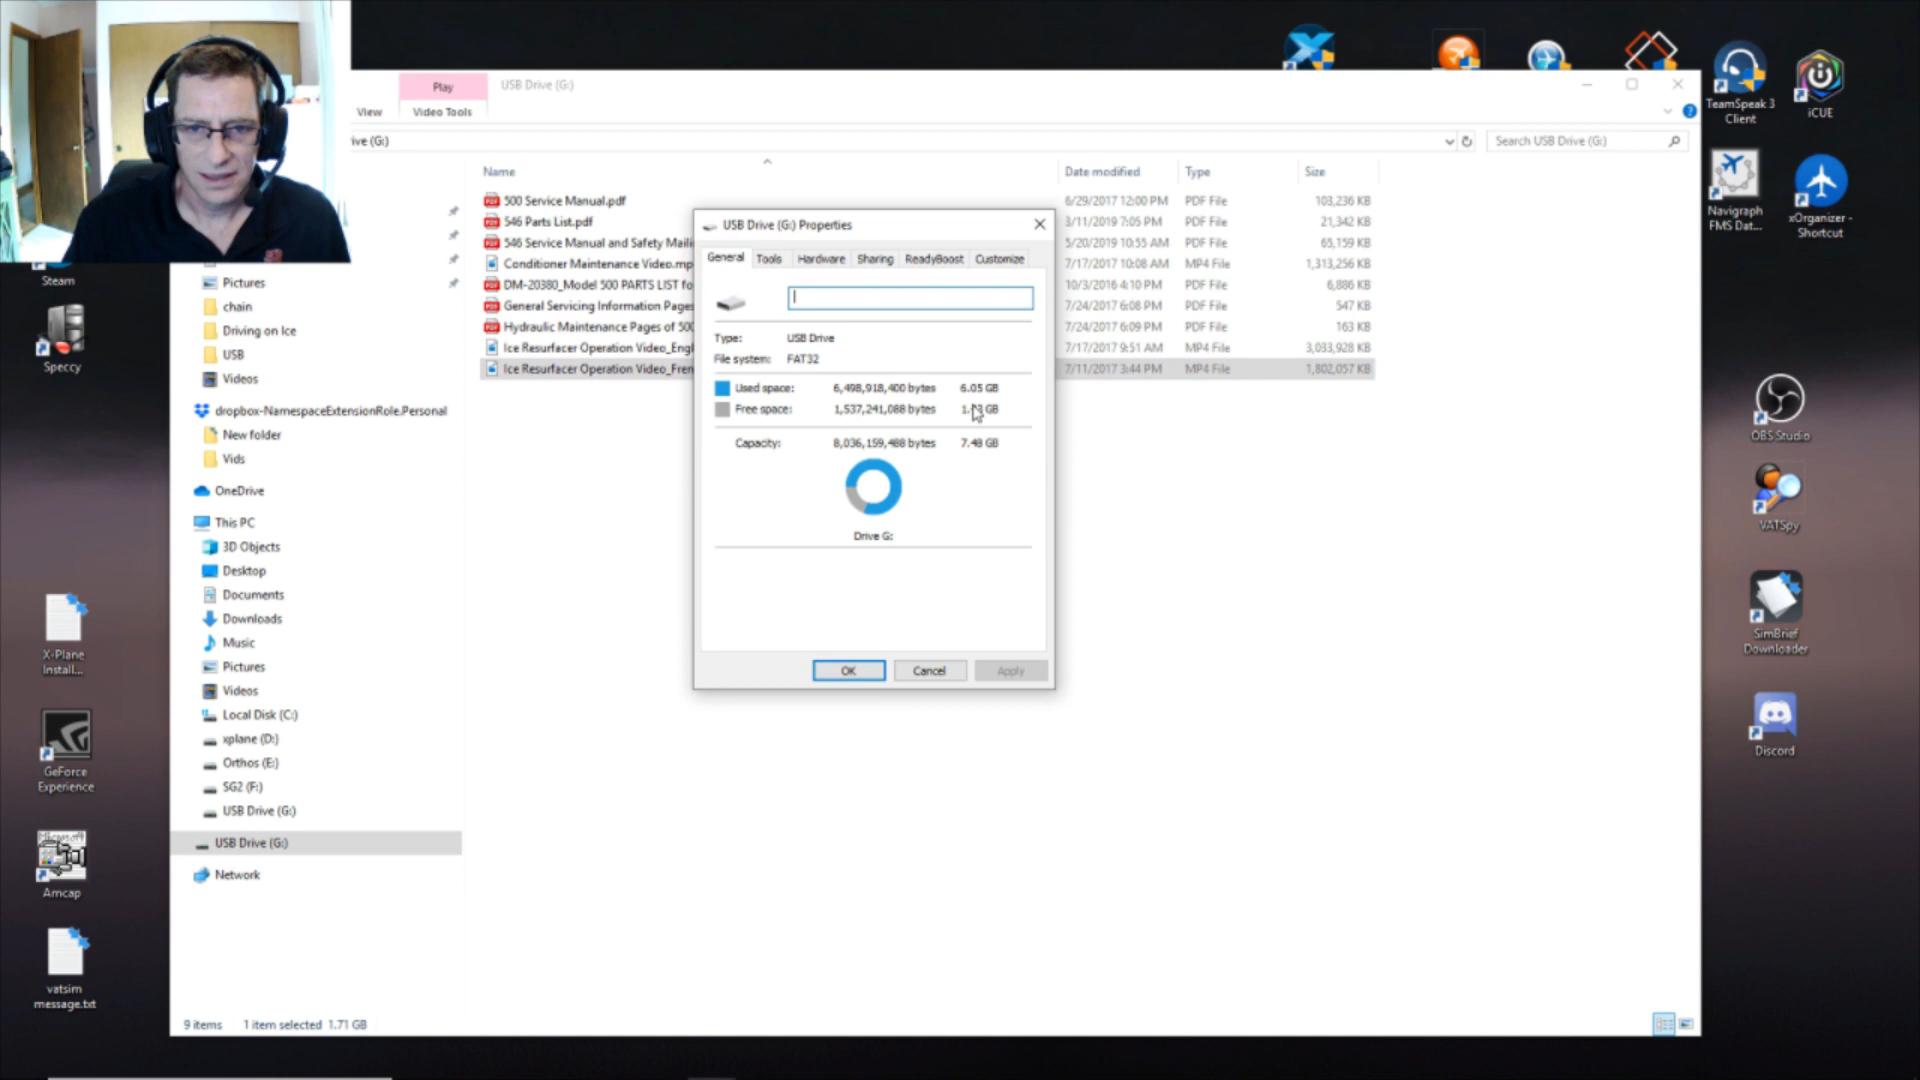 Play
USB Drive (G:)
View
Video Tools
ive (G:)
Search USB Drive (G:)
Name
Date modified
Type
Size
500 Service Manual.pdf
6/29/2017 12:00 PM
PDF File
103,236 KB
546 Parts List.pdf
3/11/2019 7:05 PM
PDF File
21,342 KB
546 Service Manual and Safety Maili
5/20/2019 10:55 AM
PDF File
65,159 KB
Conditioner Maintenance Video.mp
7/17/2017 10:08 AM
MP4 File
1,313,256 KB
DM-20380_Model 500 PARTS LIST fo
10/3/2016 4:10 PM
PDF File
6,886 KB
General Servicing Information Pages
7/24/2017 6:08 PM
PDF File
547 KB
Hydraulic Maintenance Pages of 500
7/24/2017 6:09 PM
PDF File
163 KB
Ice Resurfacer Operation Video_Engl
7/17/2017 9:51 AM
MP4 File
3,033,928 KB
Ice Resurfacer Operation Video_Fren
7/11/2017 3:44 PM
MP4 File
1,802,057 KB
USB Drive (G:) Properties
General
Tools
Hardware
Sharing
ReadyBoost
Customize
Type:
USB Drive
File system:
FAT32
Used space:
6,498,918,400 bytes
6.05 GB
Free space:
1,537,241,088 bytes
GB
Capacity:
8,036,159,488 bytes
7.48 GB
Drive G:
OK
Cancel
Apply
Pictures
chain
Driving on Ice
USB
Videos
dropbox-NamespaceExtensionRole.Personal
New folder
Vids
OneDrive
This PC
3D Objects
Desktop
Documents
Downloads
Music
Pictures
Videos
Local Disk (C:)
xplane (D:)
Orthos (E:)
SG2 (F:)
USB Drive (G:)
USB Drive (G:)
Network
9 items
1 item selected 1.71 GB
Steam
Speccy
X-Plane
Install...
GeForce
Experience
Microsoft
Amcap
vatsim
message.txt
TeamSpeak 3
Client
iCUE
Navigraph
FMS Dat...
xOrganizer -
Shortcut
OBS Studio
VATSpy
SimBrief
Downloader
Discord